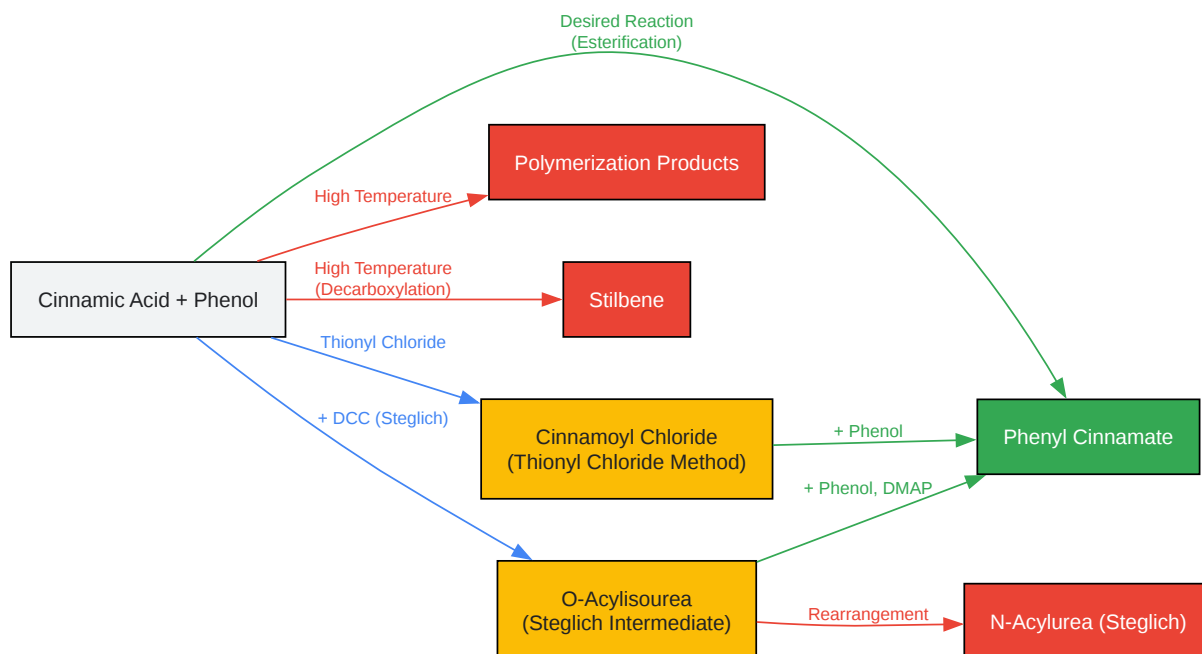 Desired Reaction
(Esterification)
Polymerization Products
High Temperature
High Temperature
(Decarboxylation)
Cinnamic Acid + Phenol
Stilbene
Thionyl Chloride
+ DCC (Steglich)
Cinnamoyl Chloride
(Thionyl Chloride Method)
+ Phenol
Phenyl Cinnamate
+ Phenol, DMAP
O-Acylisourea
(Steglich Intermediate)
Rearrangement
N-Acylurea (Steglich)